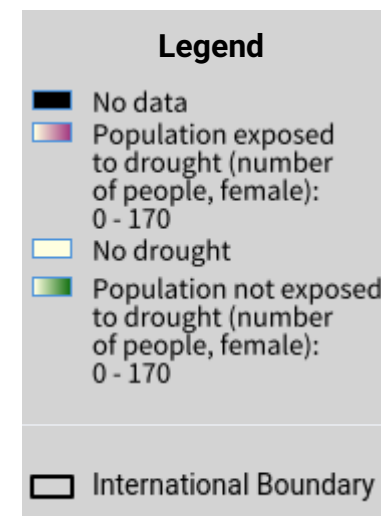 Legend
No data
Population exposed
to drought (number
of people, female):
0 - 170
No drought
Population not exposed
to drought (number
of people, female):
0 - 170
International Boundary